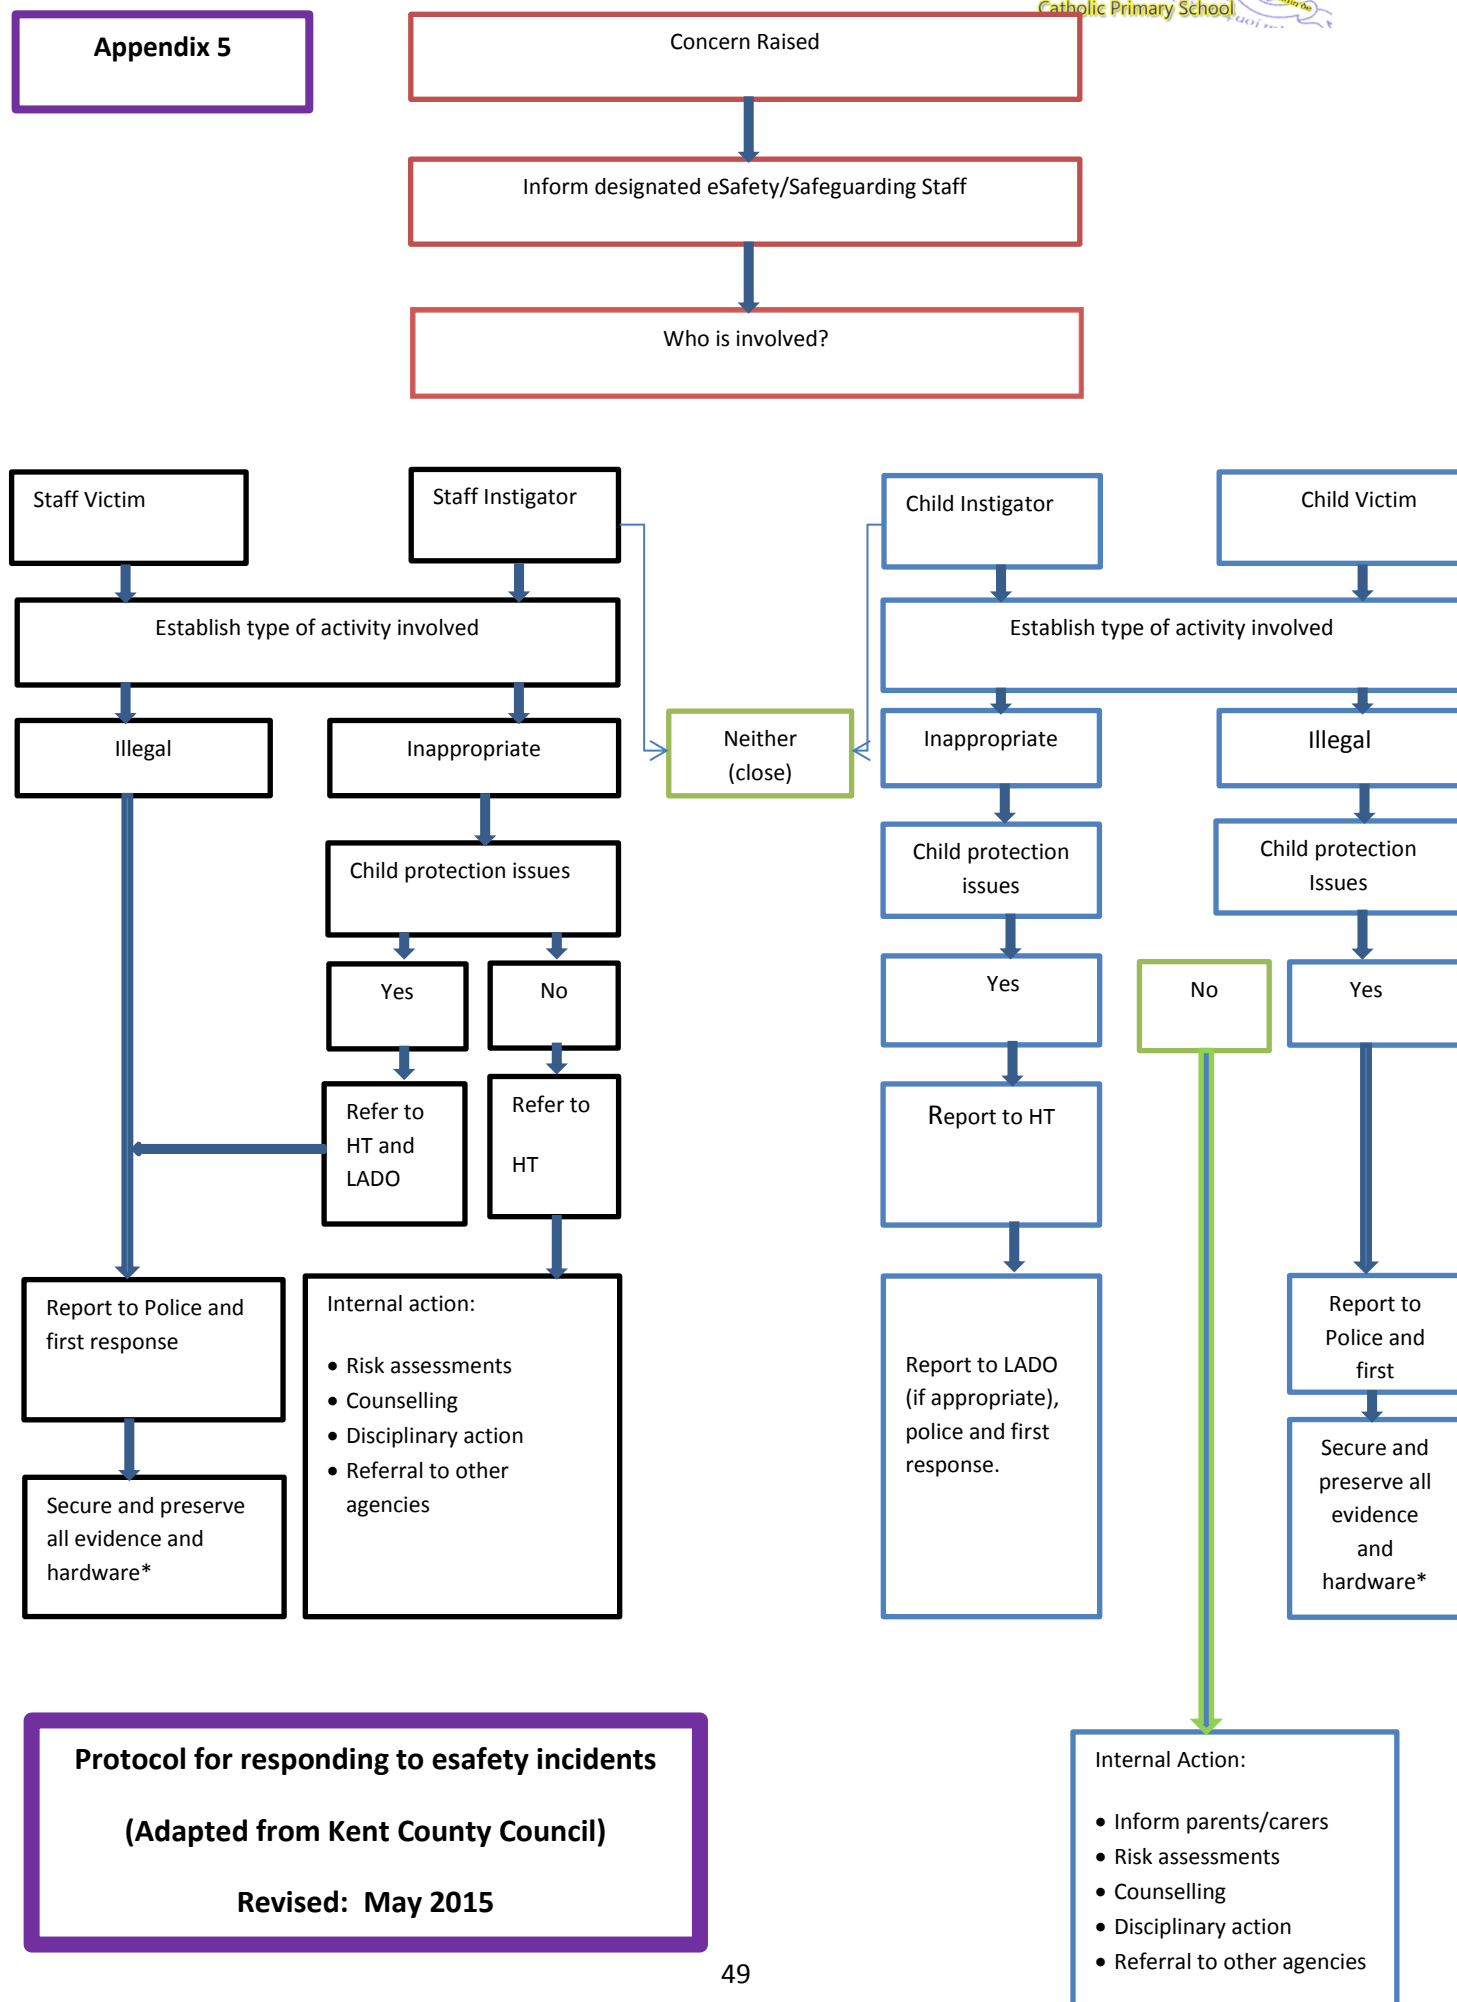 Catholic Primary School
Appendix 5
Concern Raised
Inform designated eSafety/Safeguarding Staff
Who is involved?
Staff Victim
Staff Instigator
Child Instigator
Child Victim
Establish type of activity involved
Establish type of activity involved
Illegal
Inappropriate
Neither
(close)
Inappropriate
Illegal
Child protection issues
Child protection
issues
Child protection
Issues
Yes
No
Yes
No
Yes
Refer to
HT and
LADO
Refer to
HT
Report to HT
Report to Police and
first response
Internal action:
• Risk assessments
• Counselling
• Disciplinary action
• Referral to other
agencies
Report to LADO
(if appropriate),
police and first
response.
Report to
Police and
first
Secure and preserve
all evidence and
hardware*
Secure and
preserve all
evidence
and
hardware*
Protocol for responding to esafety incidents
(Adapted from Kent County Council)
Revised: May 2015
Internal Action:
• Inform parents/carers
• Risk assessments
• Counselling
• Disciplinary action
• Referral to other agencies
49